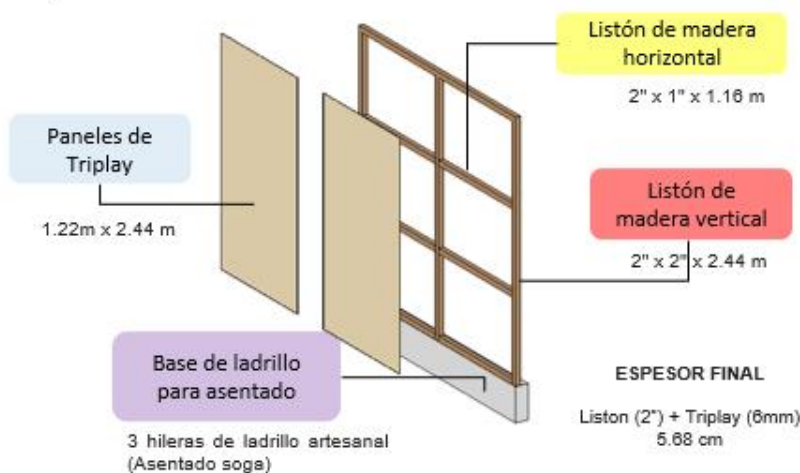 Listón de madera
horizontal
2" x 1" x 1.16 m
Paneles de
Triplay
1.22m x 2.44 m
Listón de
madera vertical
2" x 2" x 2.44 m
Base de ladrillo
para asentado
3 hileras de ladrillo artesanal
(Asentado soga)
ESPESOR FINAL
Liston (2") + Triplay (6mm)
5.68 cm